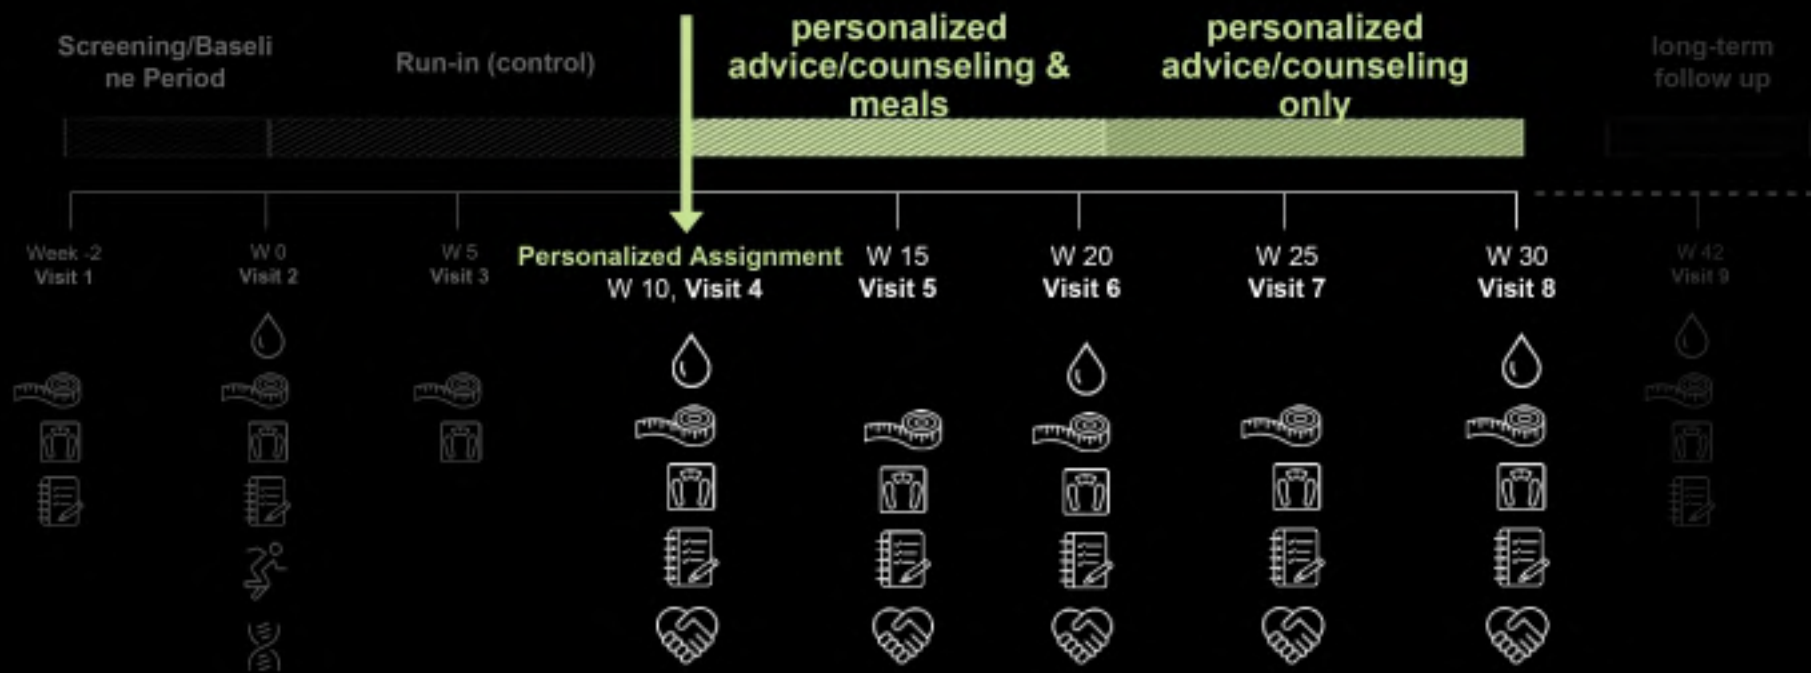 Screening/Baseli
ne Period
Run-in (control)
personalized
advice/counseling &
meals
personalized
advice/counseling
only
long-term
follow up
Week -2
Visit 1
W 0
Visit 2
W 5
Visit 3
Personalized Assignment
W 10, Visit 4
W 15
Visit 5
W 20
Visit 6
W 25
Visit 7
W 30
Visit 8
W 42
Visit 9